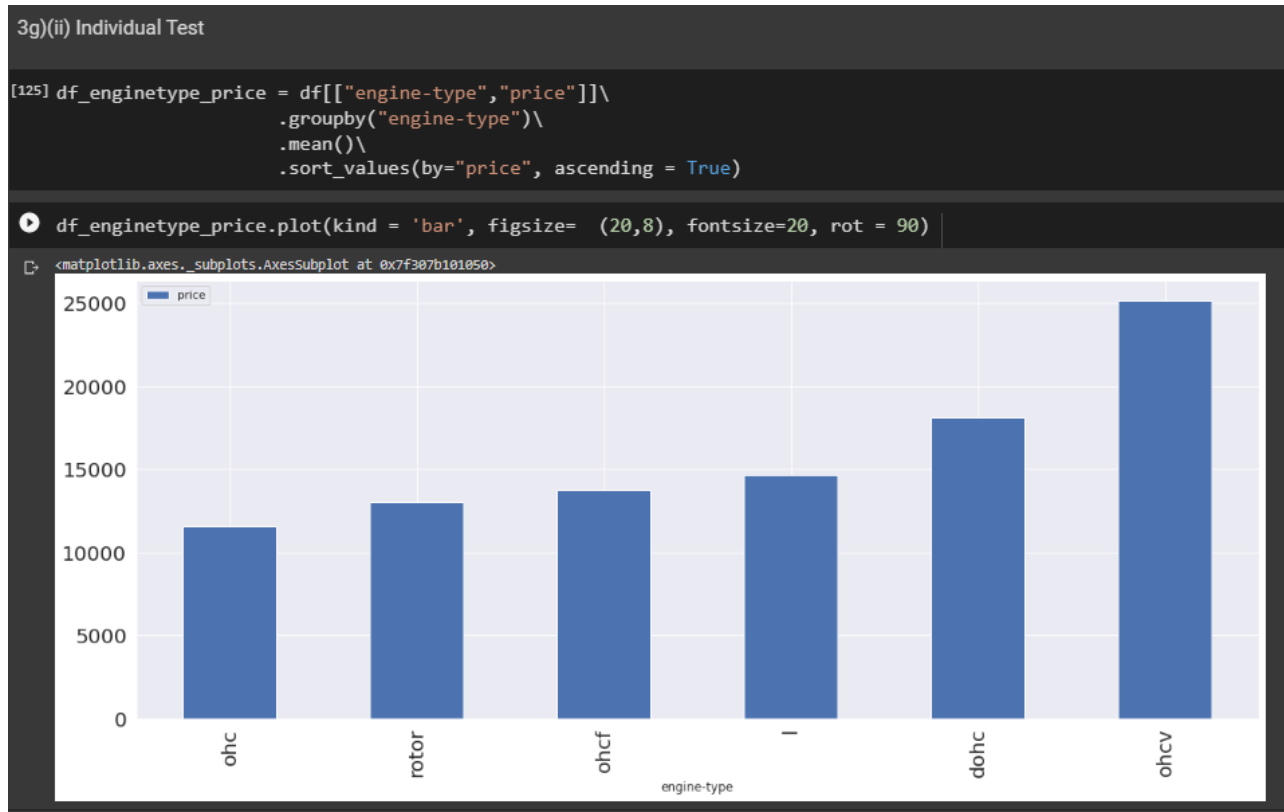 3g)(ii) Individual Test
[125] df_enginetype_price = df[["engine-type","price"]]\
.groupby("engine-type")\
.mean()\
.sort_values(by="price", ascending = True)
df_enginetype_price.plot(kind = 'bar', figsize=  (20,8), fontsize=20, rot = 90)
<matplotlib.axes._subplots.AxesSubplot at 0x7f307b101050>
price
25000
20000
15000
10000
5000
0
ohc
rotor
ohcf
l
dohc
ohcv
engine-type